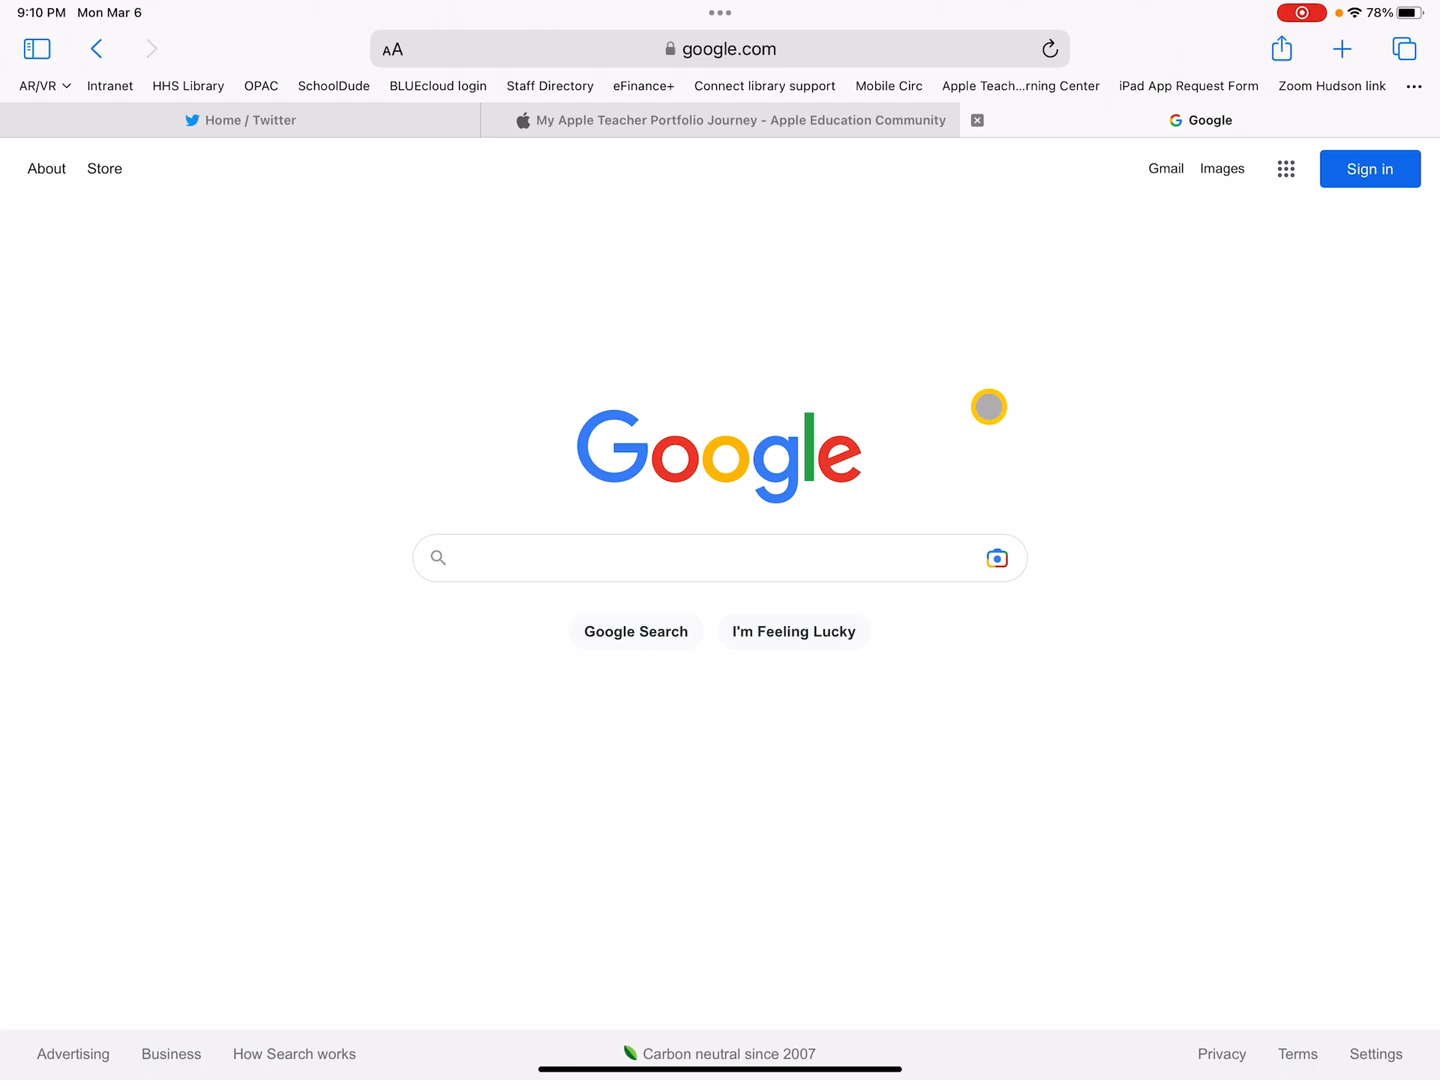 9:10 PM Mon Mar 6
78%
AA
google.com
AR/VR Intranet HHS Library OPAC SchoolDude BLUEcloud login Staff Directory eFinance+ Connect library support Mobile Circ Apple Teach...rning Center iPad App Request Form Zoom Hudson link
Home / Twitter
My Apple Teacher Portfolio Journey - Apple Education Community
Google
About Store
Gmail Images
Sign in
Google
Google Search I'm Feeling Lucky
Advertising Business How Search works
Carbon neutral since 2007
Privacy Terms Settings